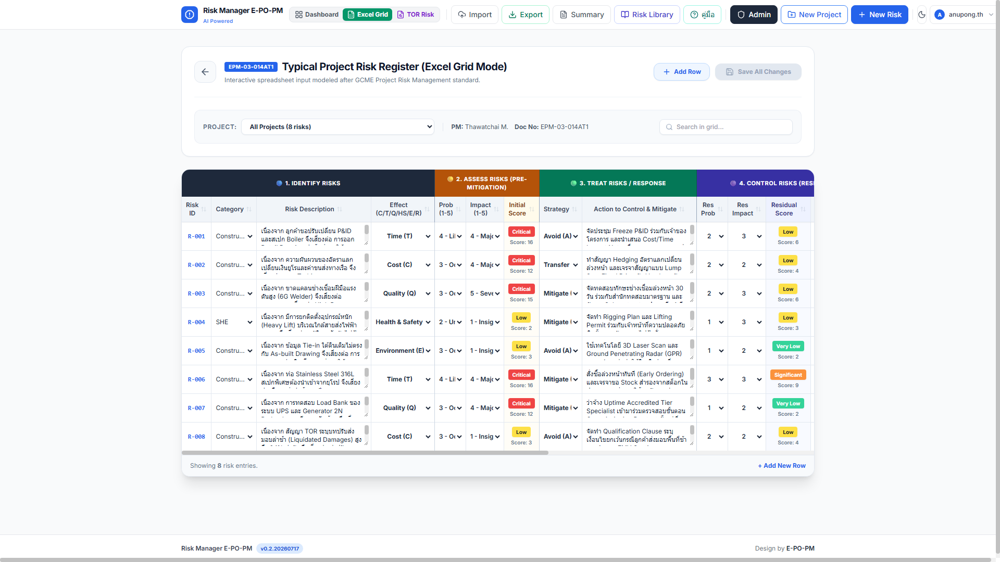 Risk Manager E-PO-PM
AI Powered
Dashboard
Excel Grid
TOR Risk
Import
Export
Summary
Risk Library
คู่มือ
Admin
New Project
New Risk
A
anupong.th
EPM-03-014AT1
Typical Project Risk Register (Excel Grid Mode)
Interactive spreadsheet input modeled after GCME Project Risk Management standard.
Add Row
Save All Changes
PROJECT:
All Projects (8 risks)
PM: Thawatchai M.
Doc No: EPM-03-014AT1
Search in grid...
1. IDENTIFY RISKS
2. ASSESS RISKS (PRE-
MITIGATION)
3. TREAT RISKS / RESPONSE
4. CONTROL RISKS (RES
Risk ID
Category
Risk Description
Effect (C/T/Q/HS/E/R)
Prob (1-5)
Impact (1-5)
Initial Score
Strategy
Action to Control & Mitigate
Res Prob
Res Impact
Residual Score
R-001
Constru...
เนื่องจาก ลูกค้าขอปรับเปลี่ยน P&ID
และสเปก Boiler จึงเสี่ยงต่อ การออก
Time (T)
4 - Lil
4 - Majo
Critical
Score: 16
Avoid (A)
จัดประชุม Freeze P&ID ร่วมกับเจ้าของ
โครงการ และนำเสนอ Cost/Time
2
3
Low
Score: 6
R-002
Constru...
เนื่องจาก ความผันผวนของอัตราแลก
เปลี่ยนเงินยูโรและค่าขนส่งทางเรือ จึง
Cost (C)
3 - Oc
4 - Majo
Critical
Score: 12
Transfer
ทำสัญญา Hedging อัตราแลกเปลี่ยน
ล่วงหน้า และเจรจาสัญญาแบบ Lump
2
2
Low
Score: 4
R-003
Constru...
เนื่องจาก ขาดแคลนช่างเชื่อมฝีมือแรง
ดันสูง (6G Welder) จึงเสี่ยงต่อ
Quality (Q)
3 - Oc
5 - Seve
Critical
Score: 15
Mitigate (
จัดทดสอบทักษะช่างเชื่อมล่วงหน้า 30
วัน ร่วมกับสำนักทดสอบมาตรฐาน และ
2
3
Low
Score: 6
R-004
SHE
เนื่องจาก มีการยกติดตั้งอุปกรณ์หนัก
(Heavy Lift) บริเวณใกล้สายส่งไฟฟ้า
Health & Safety
2 - Ur
1 - Insig
Low
Score: 2
Mitigate (
จัดทำ Rigging Plan และ Lifting
Permit ร่วมกับเจ้าหน้าที่ความปลอดภัย
1
3
Low
Score: 3
R-005
Constru...
เนื่องจาก ข้อมูล Tie-in ใต้ดินเดิมไม่ตรง
กับ As-built Drawing จึงเสี่ยงต่อ การ
Environment (E)
3 - Oc
1 - Insig
Low
Score: 3
Avoid (A)
ใช้เทคโนโลยี 3D Laser Scan และ
Ground Penetrating Radar (GPR)
1
2
Very Low
Score: 2
R-006
Constru...
เนื่องจาก ท่อ Stainless Steel 316L
สเปกพิเศษต้องนำเข้าจากยุโรป จึงเสี่ยง
Time (T)
4 - Lil
4 - Majo
Critical
Score: 16
Mitigate (
สั่งซื้อล่วงหน้าทันที (Early Ordering)
และเจรจาขอ Stock สำรองจากสต็อกใน
3
3
Significant
Score: 9
R-007
Constru...
เนื่องจาก การทดสอบ Load Bank ของ
ระบบ UPS และ Generator 2N
Quality (Q)
3 - Oc
4 - Majo
Critical
Score: 12
Mitigate (
ว่าจ้าง Uptime Accredited Tier
Specialist เข้ามาร่วมตรวจสอบขั้นตอน
1
2
Very Low
Score: 2
R-008
Constru...
เนื่องจาก สัญญา TOR ระบุบทปรับส่ง
มอบล่าช้า (Liquidated Damages) สูง
Cost (C)
3 - Oc
1 - Insig
Low
Score: 3
Avoid (A)
จัดทำ Qualification Clause ระบุ
เงื่อนไขยกเว้นกรณีลูกค้าส่งมอบพื้นที่ช้า
2
2
Low
Score: 4
Showing 8 risk entries.
+ Add New Row
Risk Manager E-PO-PM
v0.2.20260717
Design by E-PO-PM